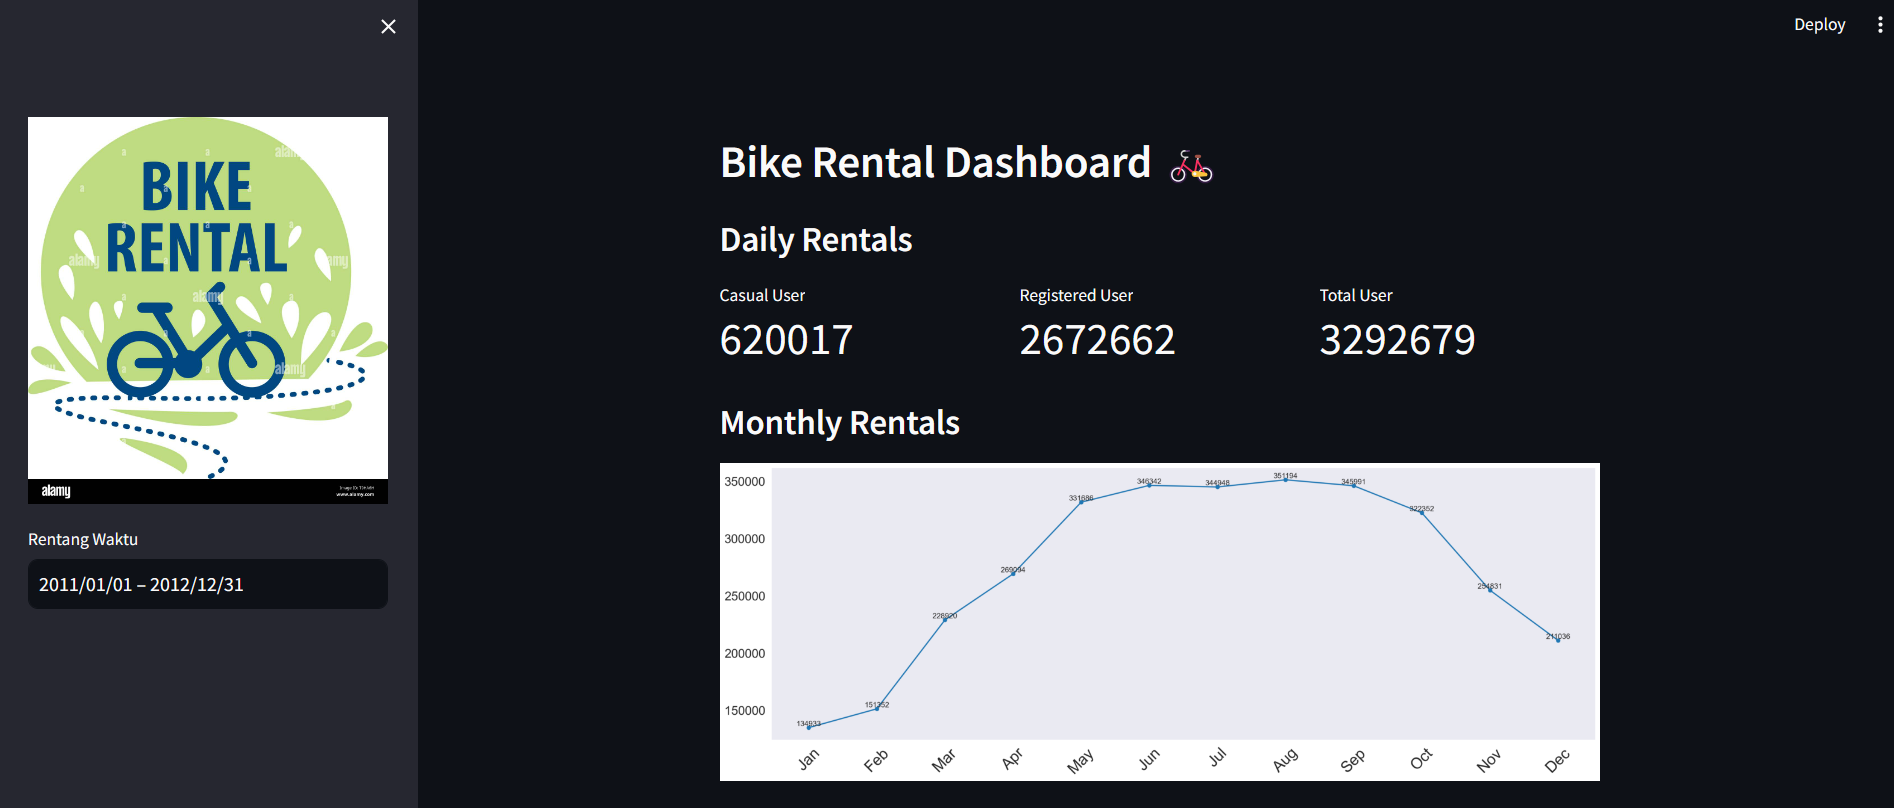 Deploy
BIKE
RENTAL
alamy
www.alamy.com
Rentang Waktu
2011/01/01 – 2012/12/31
Bike Rental Dashboard
Daily Rentals
Casual User
Registered User
Total User
620017
2672662
3292679
Monthly Rentals
350000
300000
250000
200000
150000
134933
151352
228920
269094
331686
346342
344948
351194
345991
322352
254831
211036
Jan
Feb
Mar
Apr
May
Jun
Jul
Aug
Sep
Oct
Nov
Dec